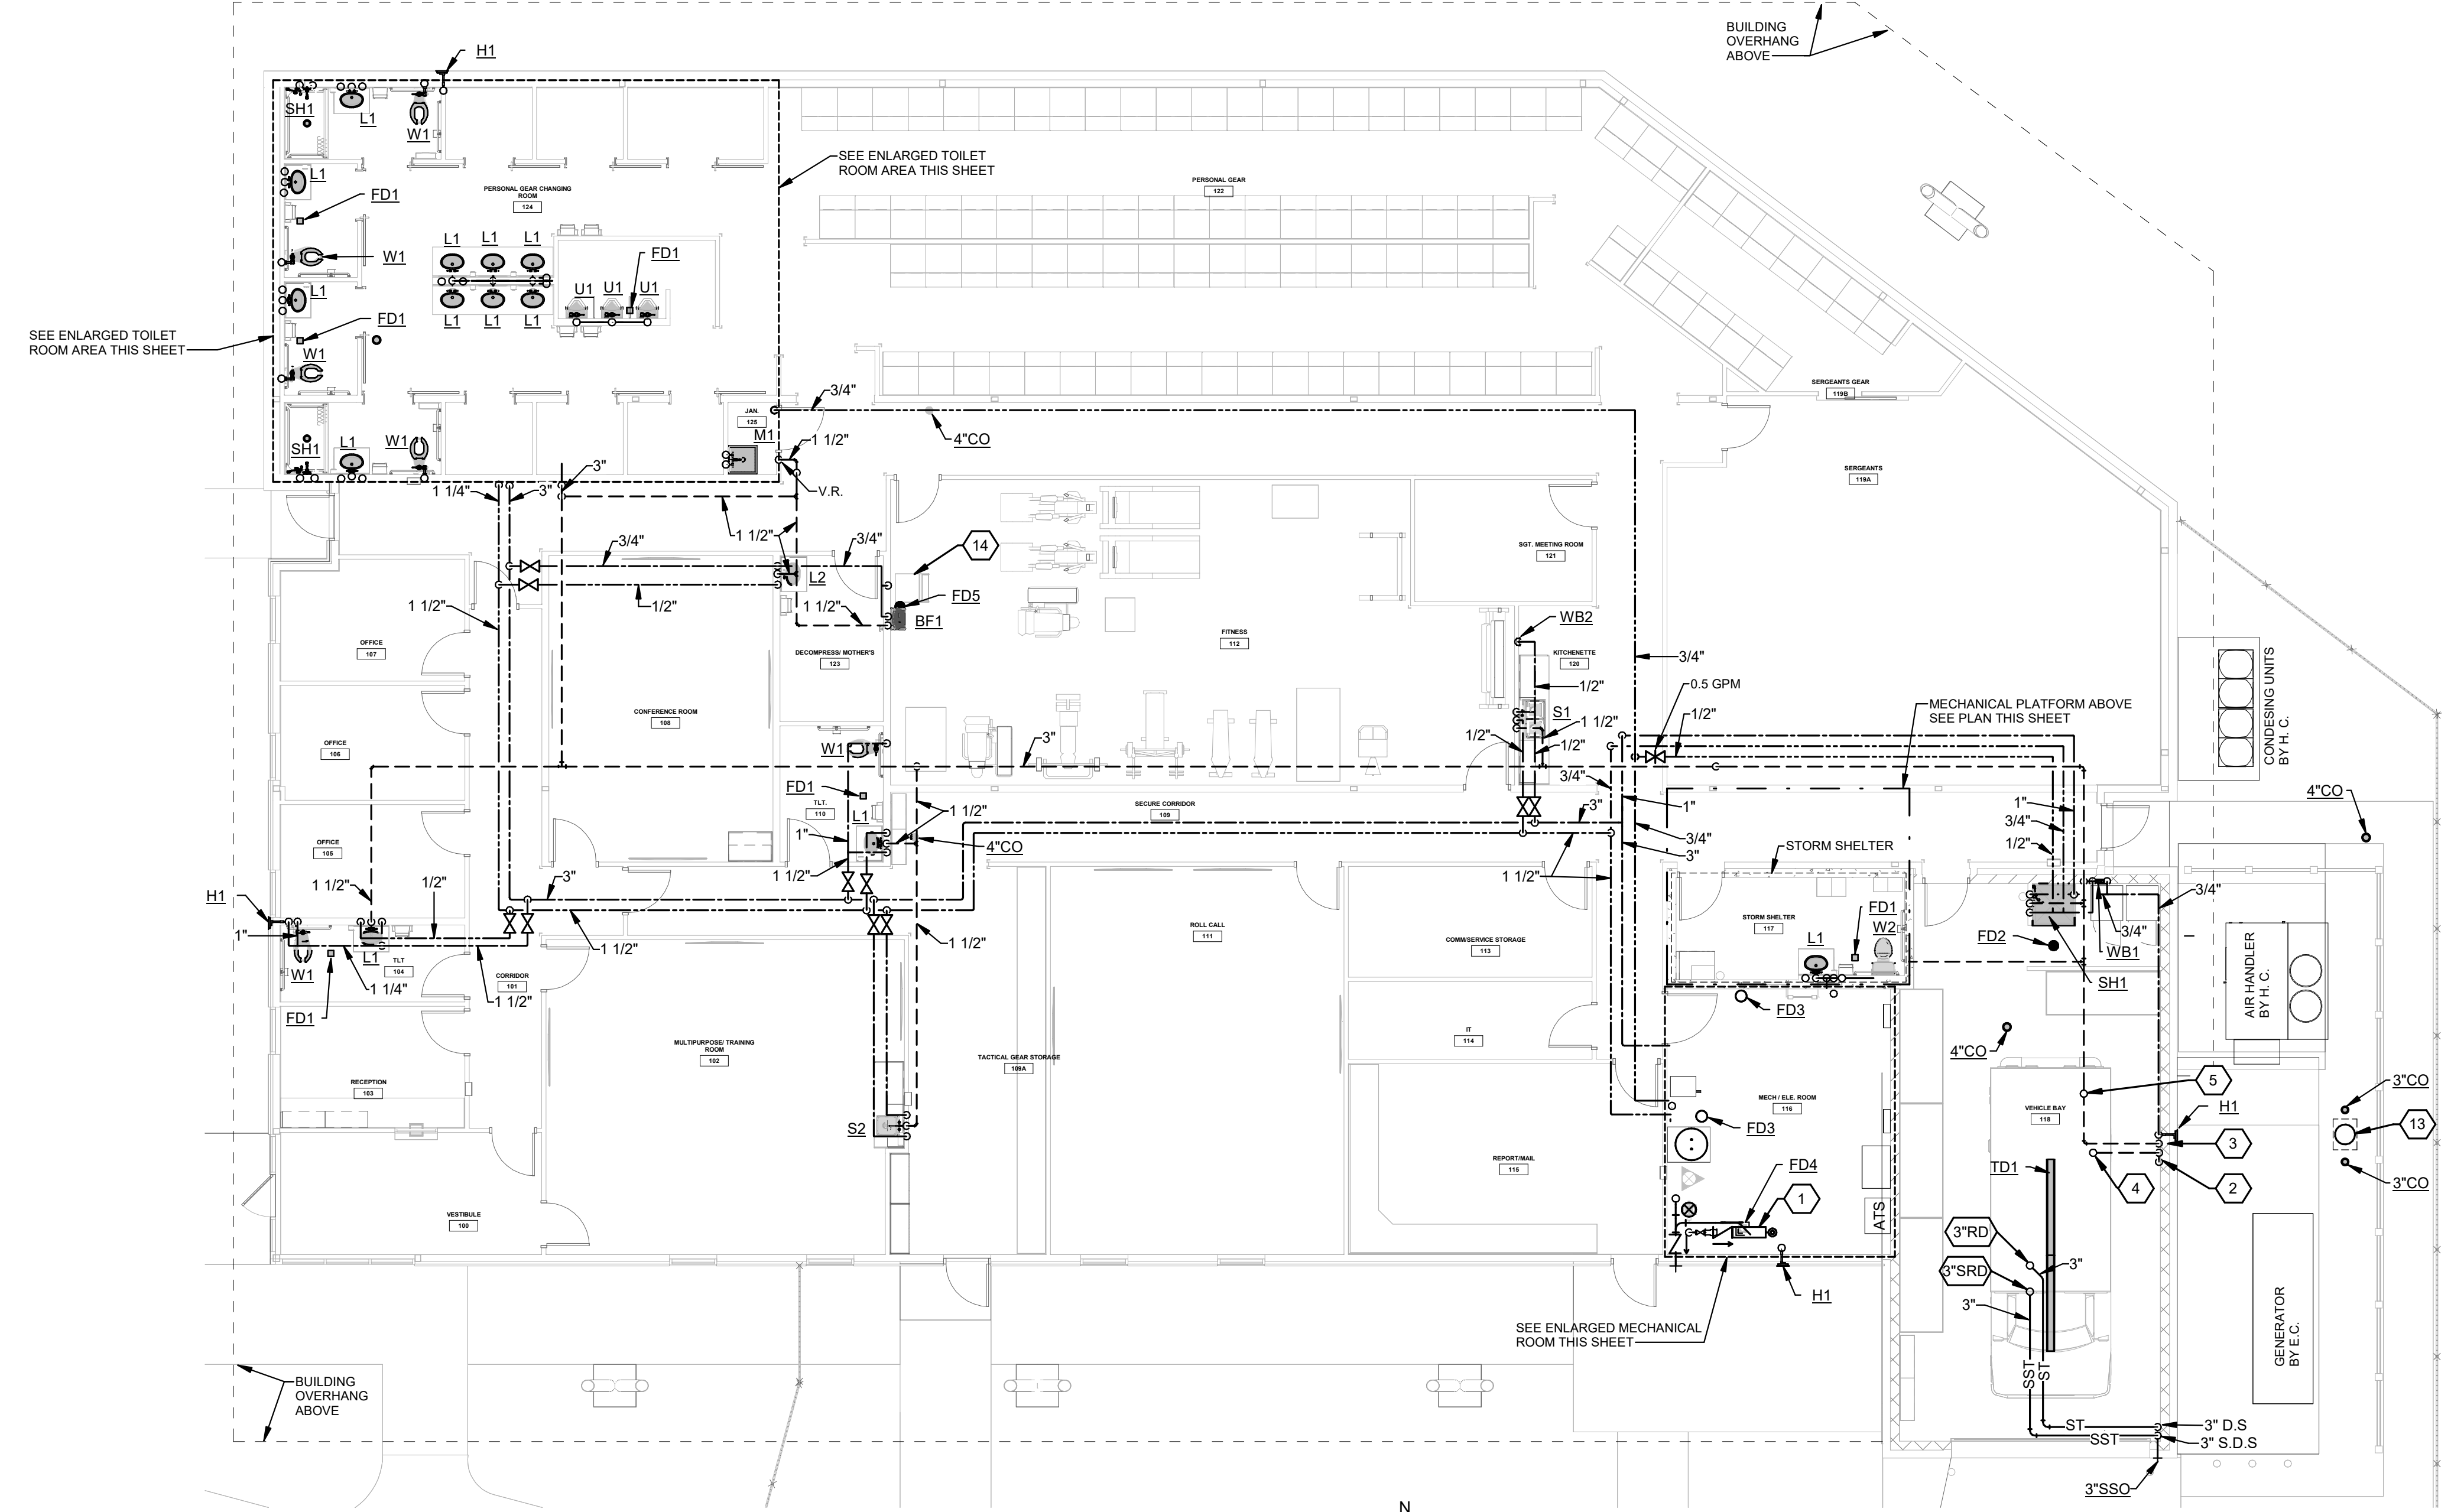 BUILDING
OVERHANG
ABOVE
H1
SH1
L1
W1
SEE ENLARGED TOILET
ROOM AREA THIS SHEET
L1
FD1
PERSONAL GEAR CHANGING
ROOM
124
PERSONAL GEAR
122
L1
L1
L1
W1
FD1
L1
U1
U1
U1
FD1
L1
L1
L1
SEE ENLARGED TOILET
ROOM AREA THIS SHEET
W1
SERGEANTS GEAR
119B
3/4"
JAN.
125
M1
1 1/2"
4"CO
SH1
L1
W1
3"
V.R.
SERGEANTS
119A
1 1/4"
3"
1 1/2"
3/4"
3/4"
14
SGT. MEETING ROOM
121
L2
1/2"
1 1/2"
1 1/2"
FD5
BF1
WB2
OFFICE
107
FITNESS
112
DECOMPRESS/ MOTHER'S
123
KITCHENETTE
120
3/4"
1/2"
0.5 GPM
CONDESING UNITS
BY H. C.
MECHANICAL PLATFORM ABOVE
SEE PLAN THIS SHEET
CONFERENCE ROOM
108
S1
1 1/2"
1/2"
1/2"
1/2"
OFFICE
106
W1
3"
3/4"
FD1
TLT.
110
L1
1"
1 1/2"
SECURE CORRIDOR
109
3"
1"
3/4"
3"
1"
3/4"
1/2"
4"CO
OFFICE
105
4"CO
STORM SHELTER
1 1/2"
1 1/2"
1 1/2"
1/2"
3"
H1
1"
3/4"
STORM SHELTER
117
FD1
W2
L1
FD2
3/4"
WB1
SH1
ROLL CALL
111
COMM/SERVICE STORAGE
113
1 1/2"
1 1/2"
W1
L1
TLT
104
1 1/4"
CORRIDOR
101
1 1/2"
FD1
AIR HANDLER
BY H. C.
FD3
IT
114
4"CO
MULTIPURPOSE/ TRAINING
ROOM
102
TACTICAL GEAR STORAGE
109A
RECEPTION
103
5
3"CO
MECH / ELE. ROOM
116
VEHICLE BAY
118
H1
S2
FD3
13
3
REPORT/MAIL
115
FD4
TD1
3"CO
1
4
2
VESTIBULE
100
ATS
3"RD
3"
3"SRD
3"
H1
SEE ENLARGED MECHANICAL
ROOM THIS SHEET
GENERATOR
BY E.C.
BUILDING
OVERHANG
ABOVE
SST
ST
ST
3" D.S
SST
3" S.D.S
3"SSO
N